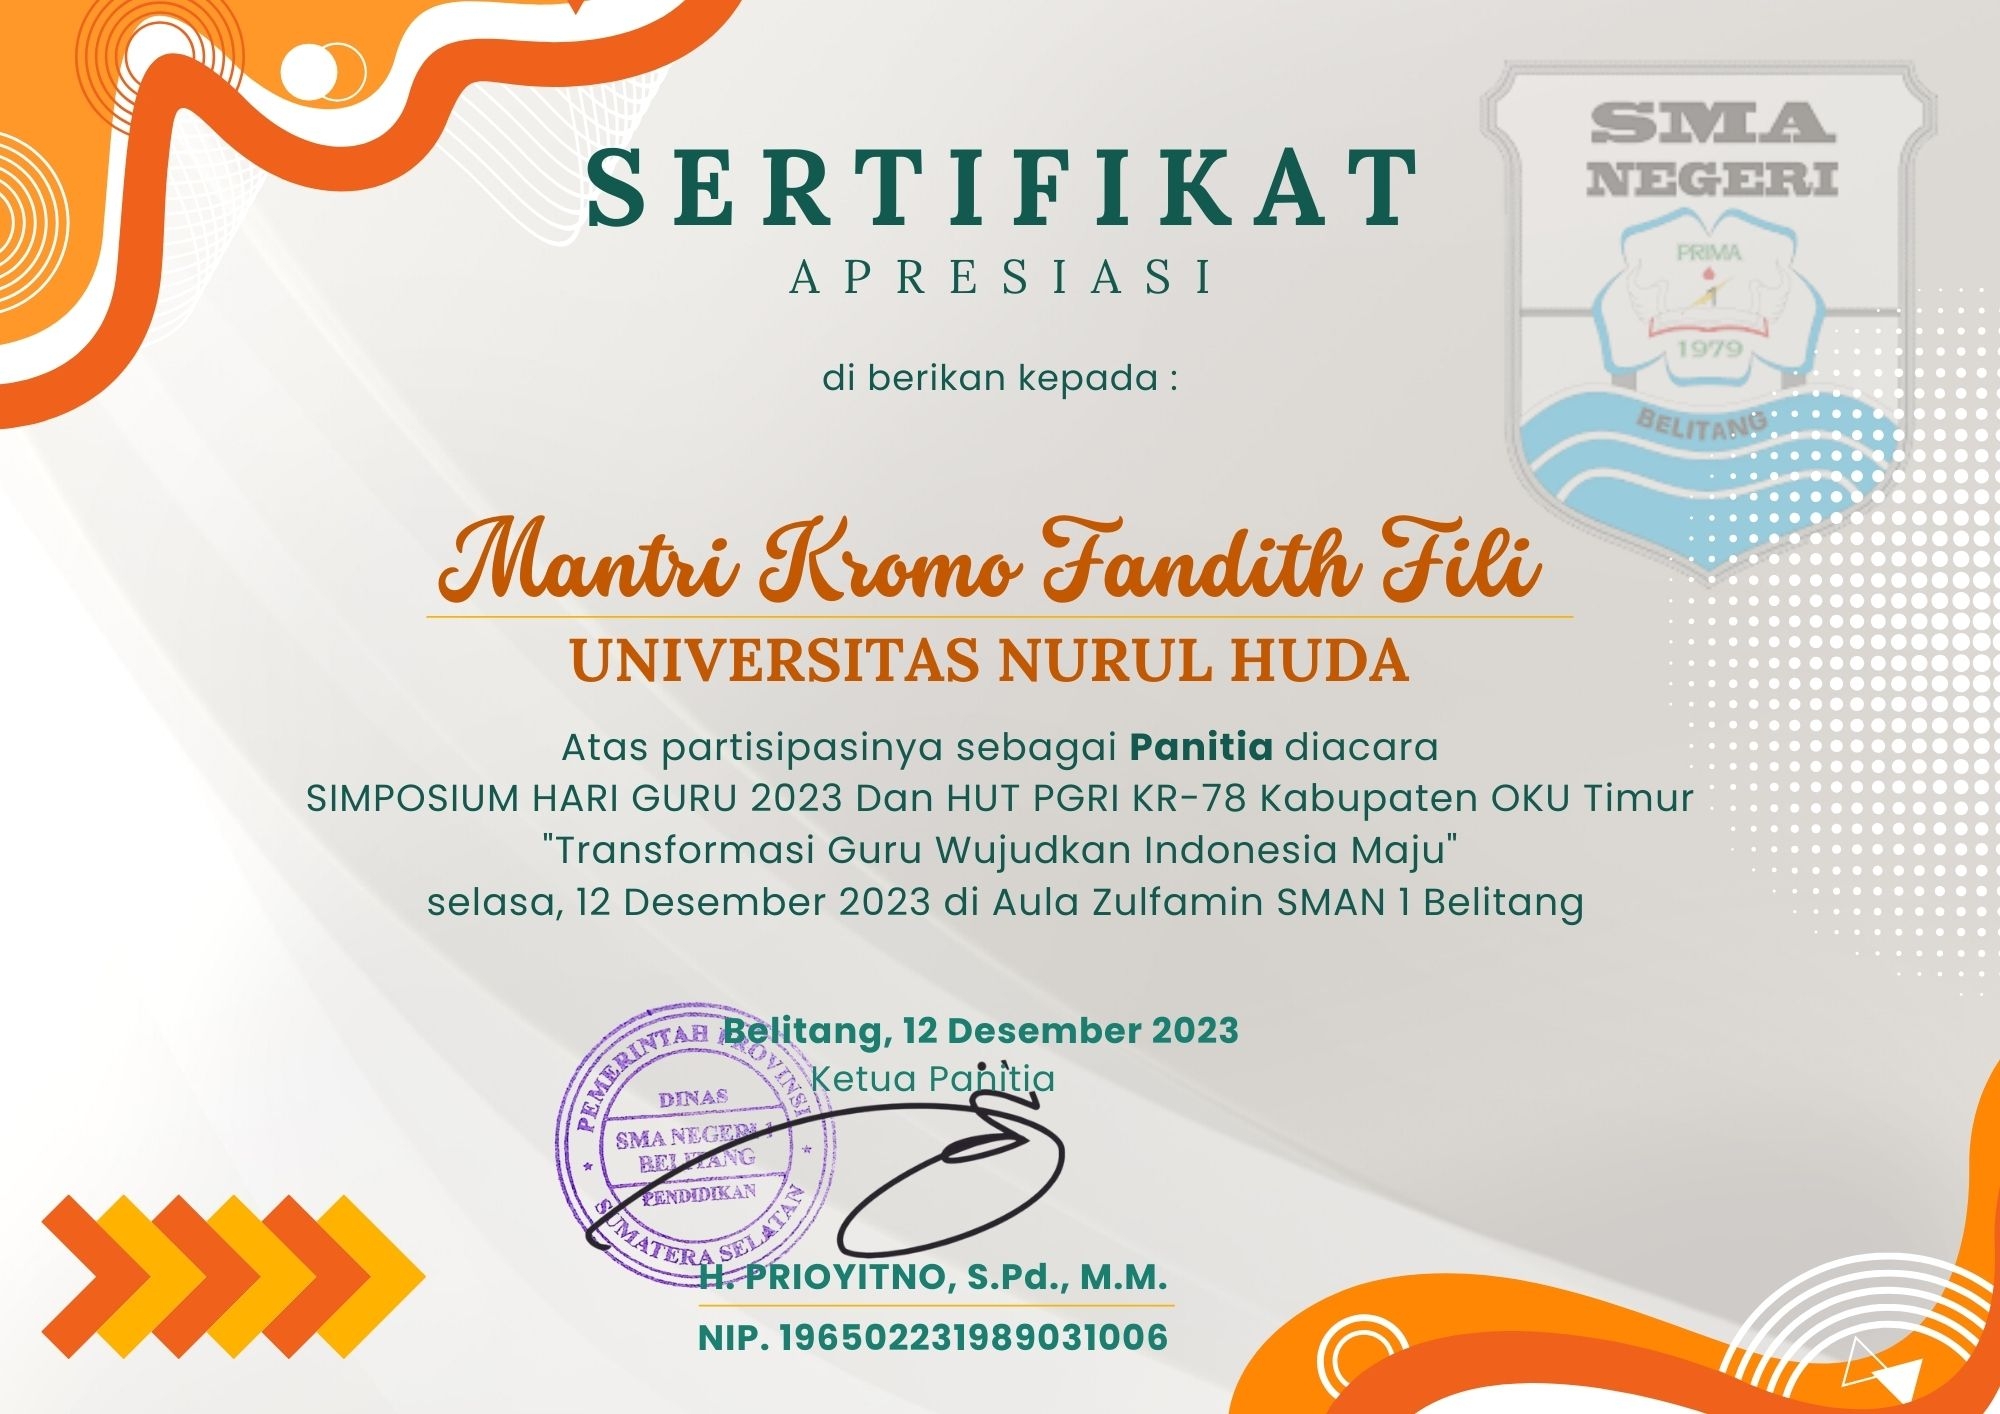 SERTIFIKAT
APRESIASI
di berikan kepada :
SMA
NEGERI
PRIMA
1
1979
BELITANG
Mantri Kromo Fandith Fili
UNIVERSITAS NURUL HUDA
Atas partisipasinya sebagai Panitia diacara
SIMPOSIUM HARI GURU 2023 Dan HUT PGRI KR-78 Kabupaten OKU Timur
"Transformasi Guru Wujudkan Indonesia Maju"
selasa, 12 Desember 2023 di Aula Zulfamin SMAN 1 Belitang
Belitang, 12 Desember 2023
Ketua Panitia
PEMERINTAH PROVINSI
DINAS
SMA NEGERI 1
BELITANG
PENDIDIKAN
SUMATERA SELATAN
H. PRIOYITNO, S.Pd., M.M.
NIP. 196502231989031006